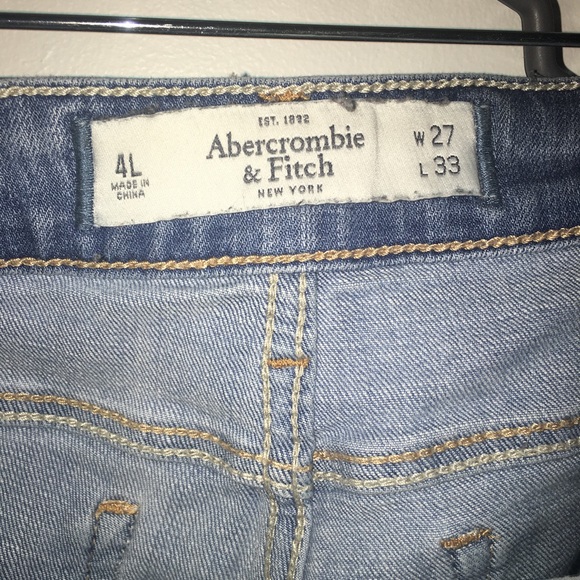 4L
MADE IN
CHINA
EST. 1892
Abercrombie
& Fitch
NEW YORK
W 27
L 33